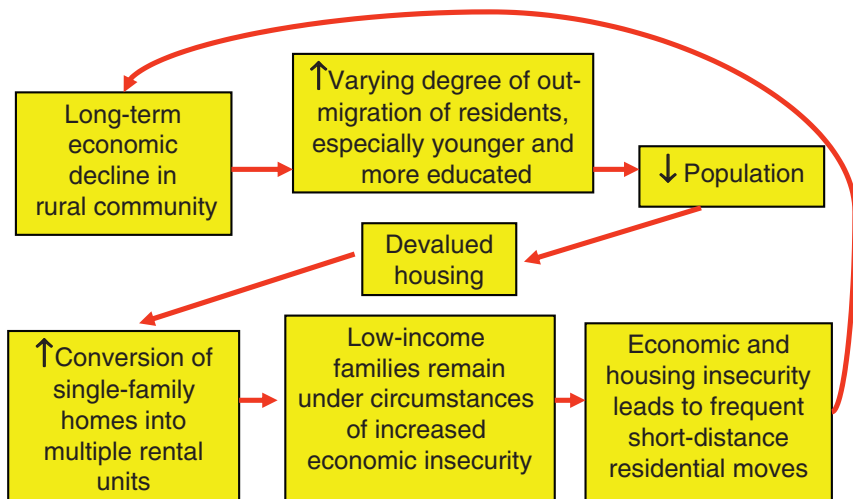 Long-term
economic
decline in
rural community
↑Varying degree of out-
migration of residents,
especially younger and
more educated
↓ Population
Devalued
housing
↑Conversion of
single-family
homes into
multiple rental
units
Low-income
families remain
under circumstances
of increased
economic insecurity
Economic and
housing insecurity
leads to frequent
short-distance
residential moves